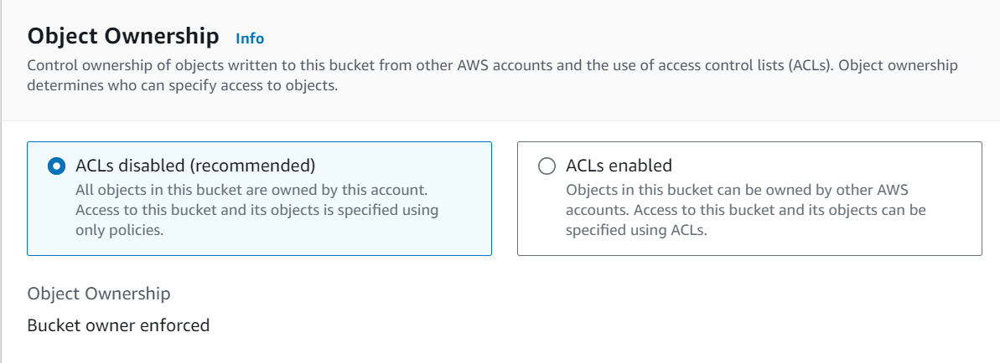 Object Ownership Info
Control ownership of objects written to this bucket from other AWS accounts and the use of access control lists (ACLs). Object ownership
determines who can specify access to objects.
ACLs disabled (recommended)
All objects in this bucket are owned by this account.
Access to this bucket and its objects is specified using
only policies.
ACLs enabled
Objects in this bucket can be owned by other AWS
accounts. Access to this bucket and its objects can be
specified using ACLs.
Object Ownership
Bucket owner enforced